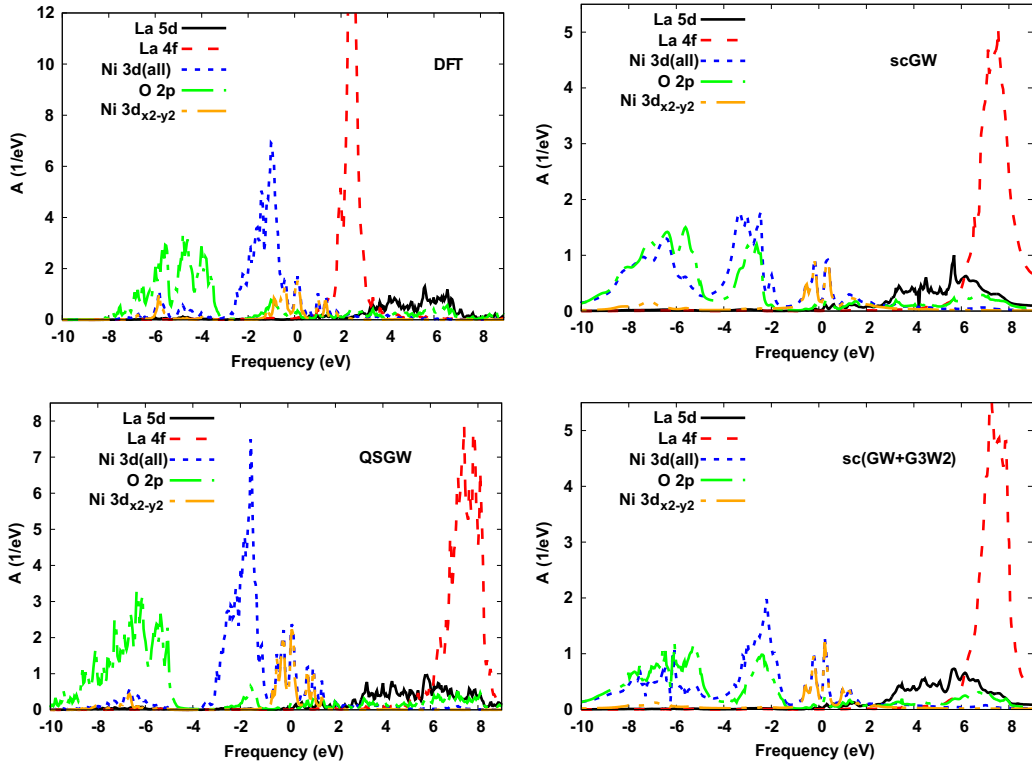 La 5d
La 4f
Ni 3d(all)
O 2p
Ni 3dx2-y2
DFT
A (1/eV)
12
10
8
6
4
2
0
-10 -8 -6 -4 -2 0 2 4 6 8
Frequency (eV)
La 5d
La 4f
Ni 3d(all)
O 2p
Ni 3dx2-y2
scGW
A (1/eV)
5
4
3
2
1
0
-10 -8 -6 -4 -2 0 2 4 6 8
Frequency (eV)
La 5d
La 4f
Ni 3d(all)
O 2p
Ni 3dx2-y2
QSGW
A (1/eV)
8
7
6
5
4
3
2
1
0
-10 -8 -6 -4 -2 0 2 4 6 8
Frequency (eV)
La 5d
La 4f
Ni 3d(all)
O 2p
Ni 3dx2-y2
sc(GW+G3W2)
A (1/eV)
5
4
3
2
1
0
-10 -8 -6 -4 -2 0 2 4 6 8
Frequency (eV)